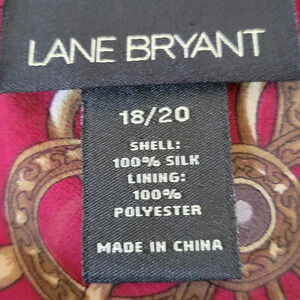 LANE BRYANT
18/20
SHELL:
100% SILK
LINING:
100%
POLYESTER
MADE IN CHINA